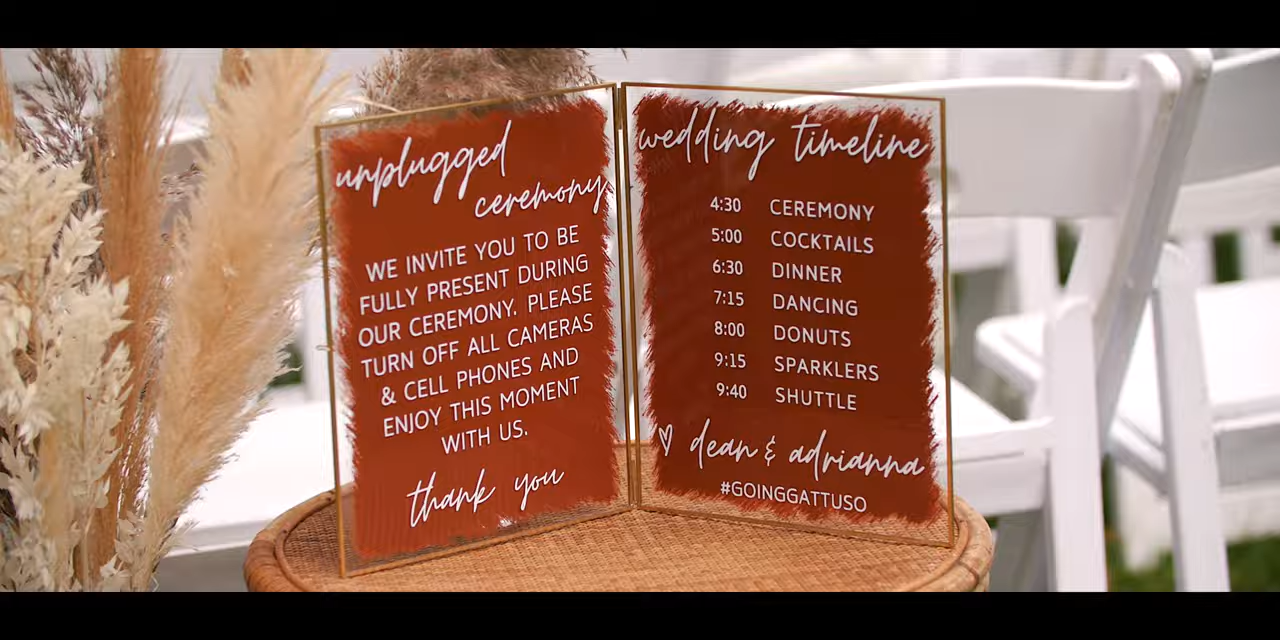 unplugged
ceremony
WE INVITE YOU TO BE
FULLY PRESENT DURING
OUR CEREMONY. PLEASE
TURN OFF ALL CAMERAS
& CELL PHONES AND
ENJOY THIS MOMENT
WITH US.
thank you
wedding timeline
4:30 CEREMONY
5:00 COCKTAILS
6:30 DINNER
7:15 DANCING
8:00 DONUTS
9:15 SPARKLERS
9:40 SHUTTLE
dean & adrianna
#GOINGGATTUSO